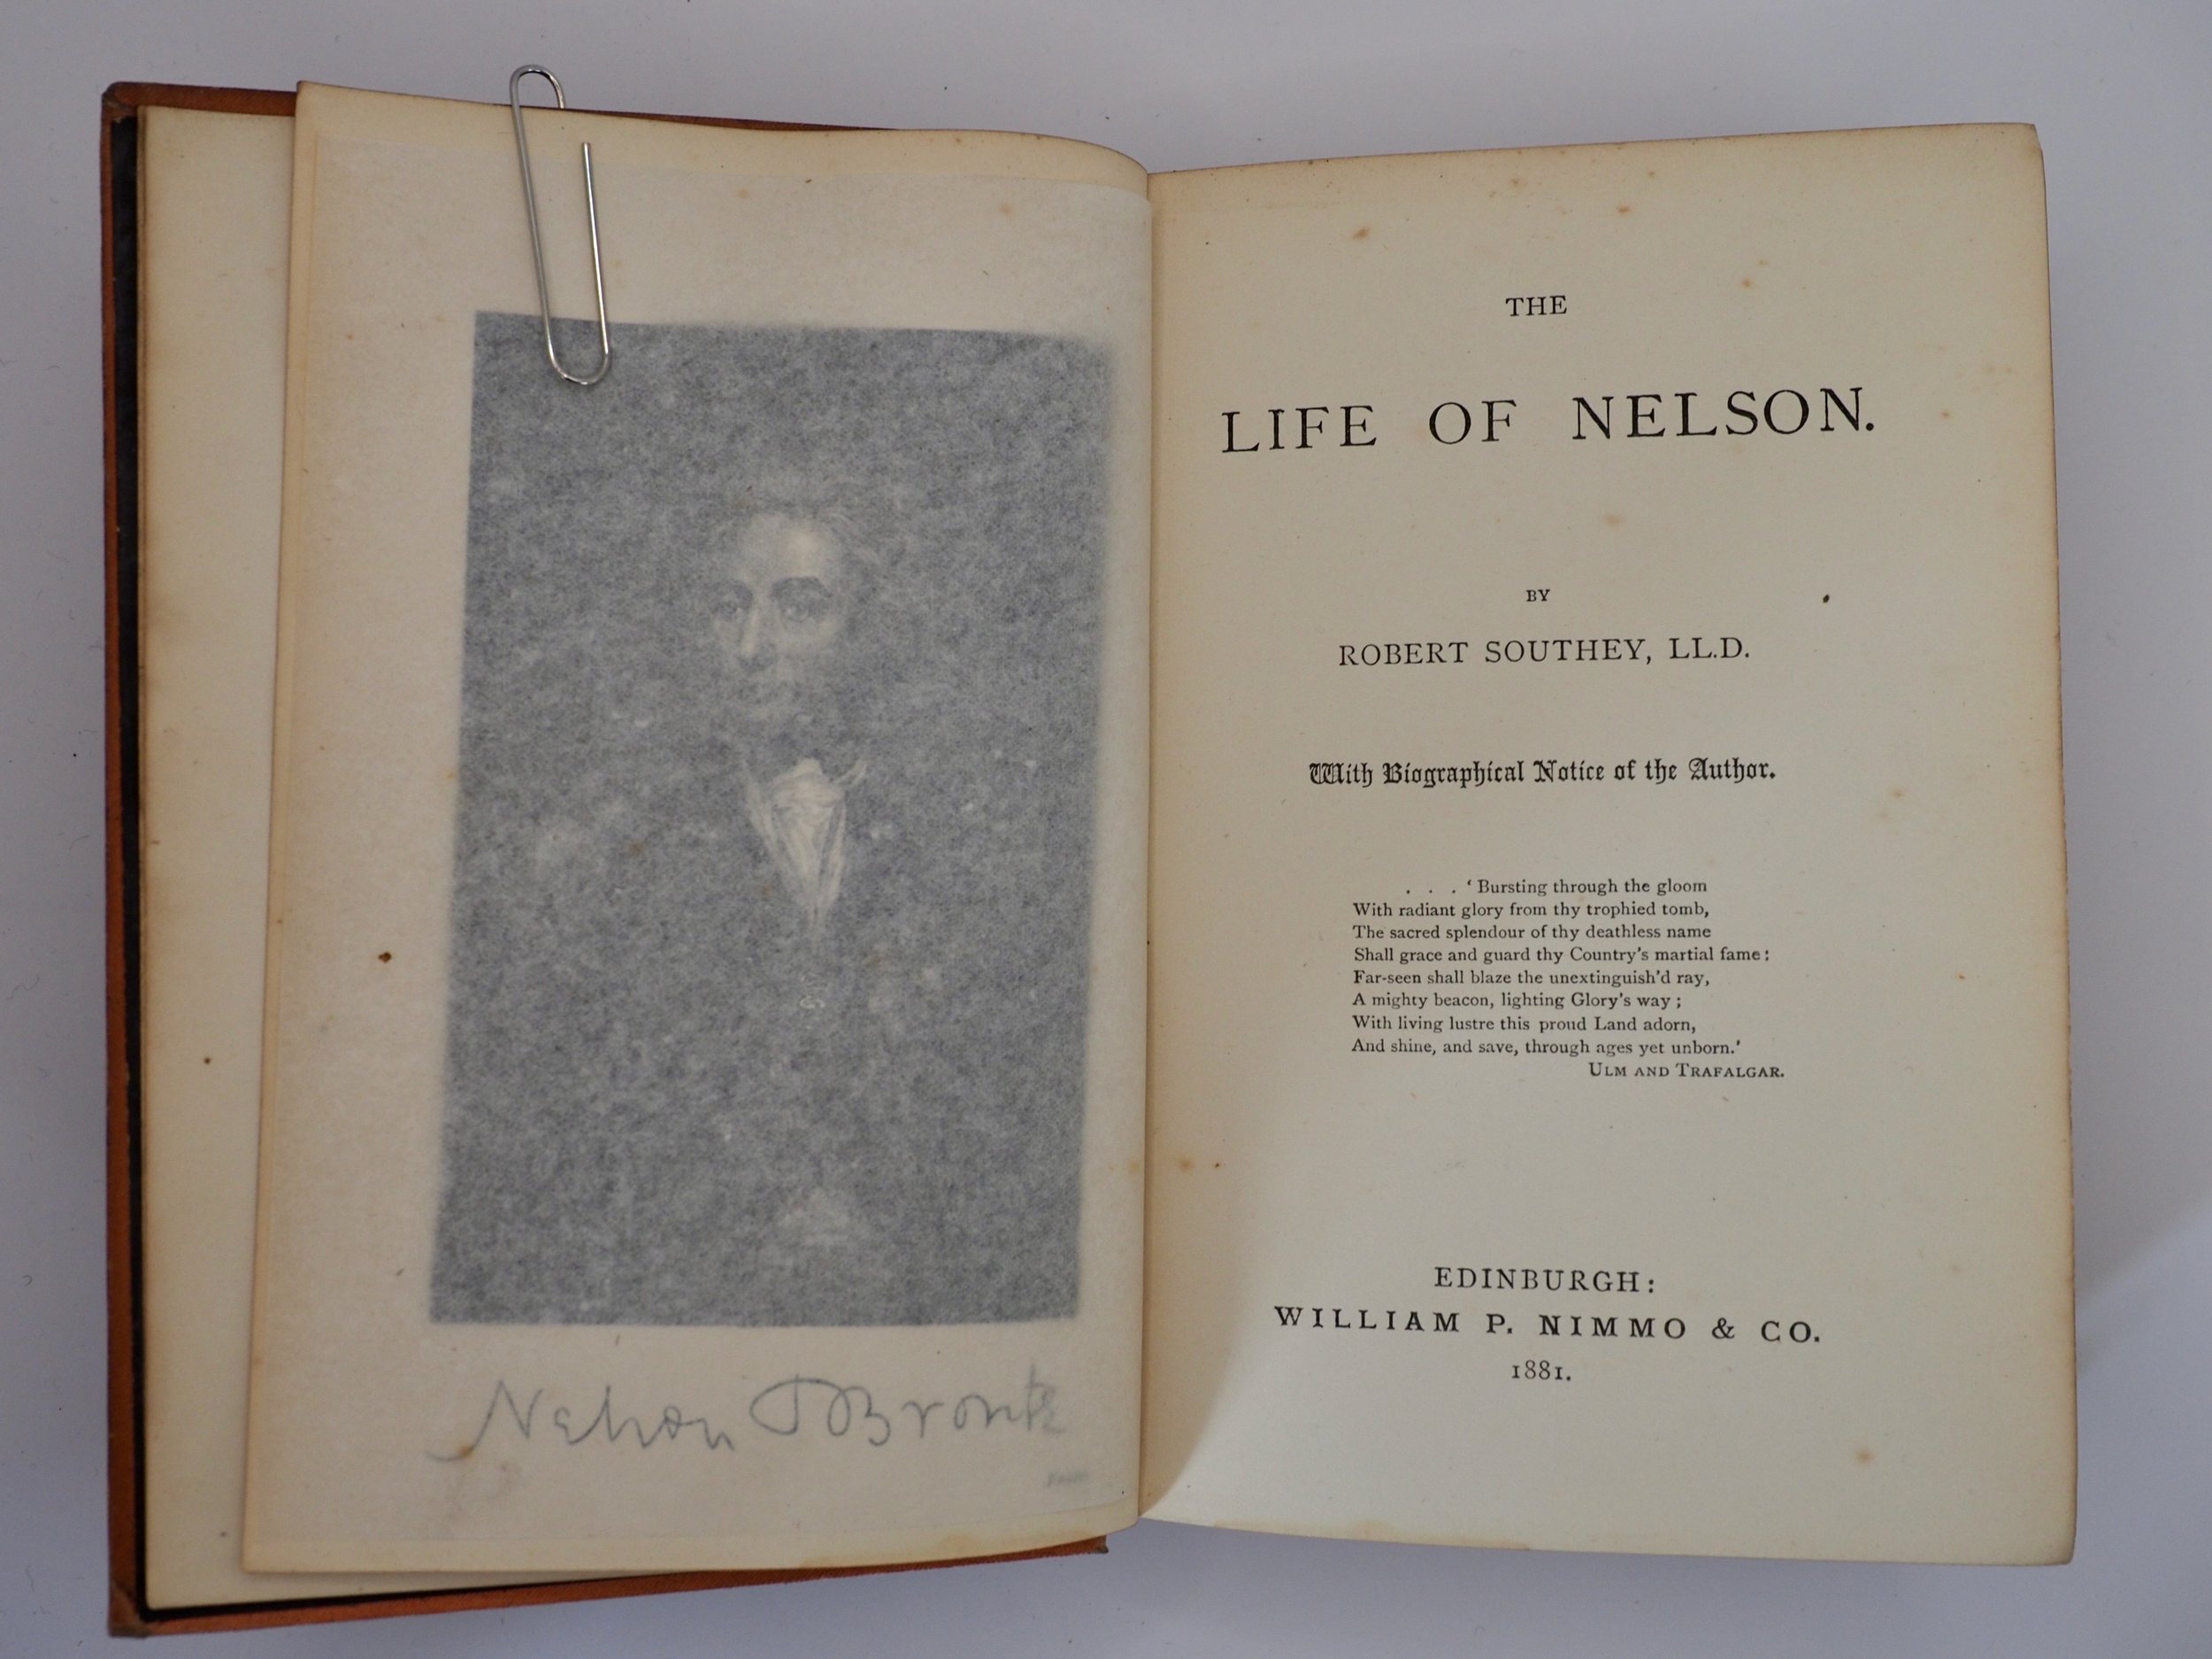 Nelson & Bronte
THE
LIFE OF NELSON.
BY
ROBERT SOUTHEY, LL.D.
With Biographical Notice of the Author.
. . . ‘Bursting through the gloom
With radiant glory from thy trophied tomb,
The sacred splendour of thy deathless name
Shall grace and guard thy Country’s martial fame:
Far-seen shall blaze the unextinguish’d ray,
A mighty beacon, lighting Glory’s way;
With living lustre this proud Land adorn,
And shine, and save, through ages yet unborn.’
ULM AND TRAFALGAR.
EDINBURGH:
WILLIAM P. NIMMO & CO.
1881.